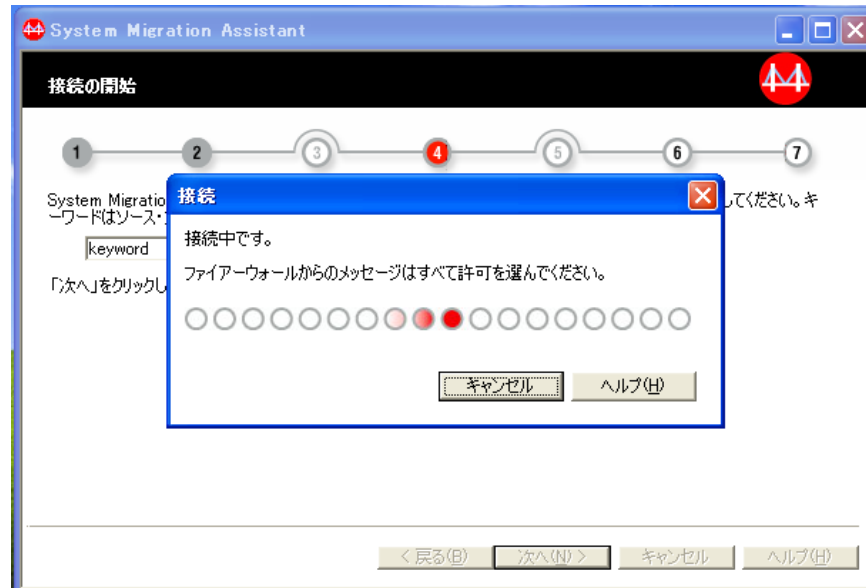 System Migration Assistant
接続の開始
1 2 3 4 5 6 7
System Migratio
してください。キ
ーワードはソース・
keyword
「次へ」をクリックし
接続
接続中です。
ファイアーウォールからのメッセージはすべて許可を選んでください。
キャンセル ヘルプ(H)
< 戻る(B) 次へ(N) > キャンセル ヘルプ(H)